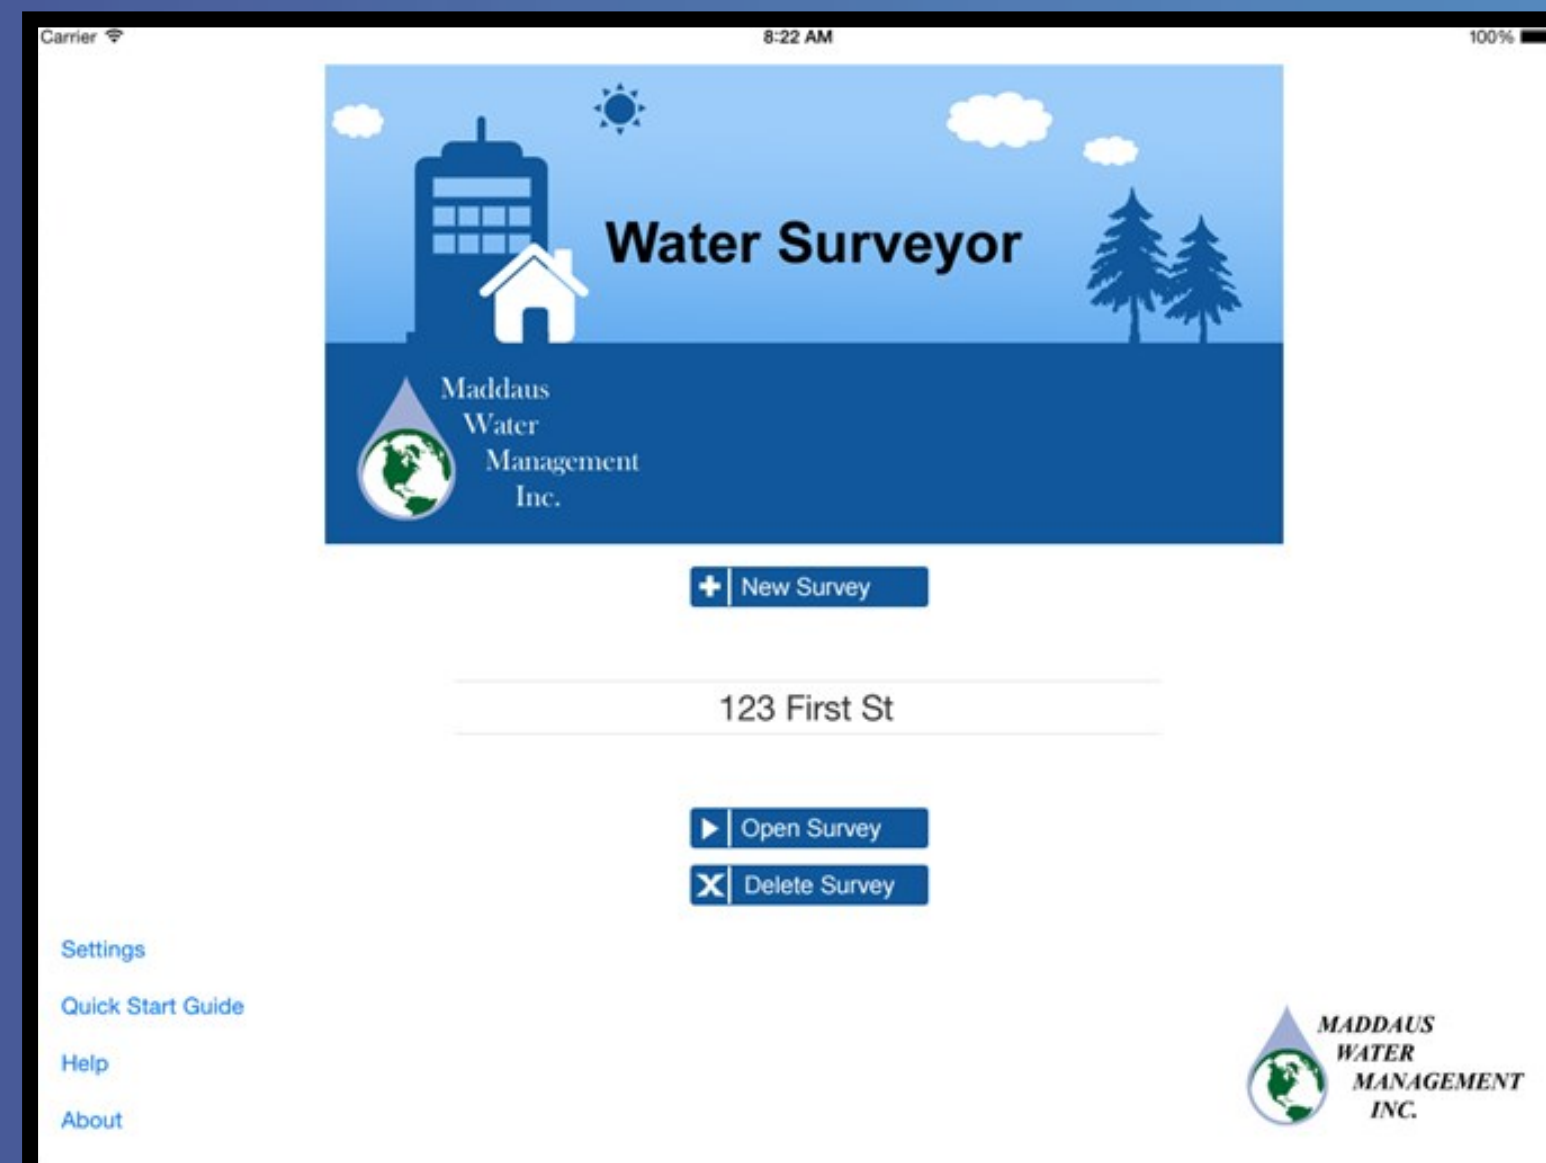 Carrier
8:22 AM
100%
Water Surveyor
Maddaus
Water
Management
Inc.
New Survey
123 First St
Open Survey
Delete Survey
Settings
Quick Start Guide
Help
About
MADDAUS
WATER
MANAGEMENT
INC.